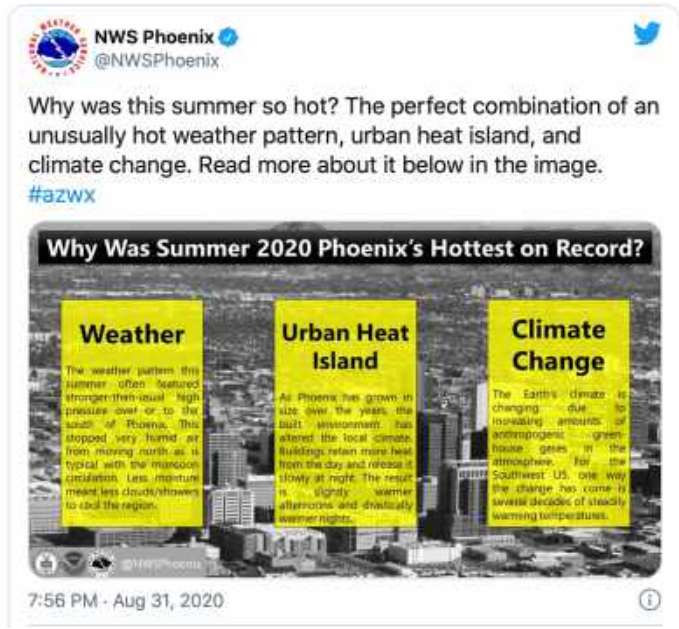 NWS Phoenix
@NWSPhoenix
Why was this summer so hot? The perfect combination of an
unusually hot weather pattern, urban heat island, and
climate change. Read more about it below in the image.
#azwx
Why Was Summer 2020 Phoenix's Hottest on Record?
Weather
The weather pattern this
summer often featured
stronger-than-usual high
pressure over or to the
south of Phoenix. This
stopped very humid air
from moving north as is
typical with the monsoon
circulation. Less moisture
meant less clouds/showers
to cool the region.
Urban Heat
Island
As Phoenix has grown in
size over the years, the
built environment has
altered the local climate.
Buildings retain more heat
from the day and release it
slowly at night. The result
is slightly warmer
afternoons and drastically
warmer nights.
Climate
Change
The Earth's climate is
changing due to
increasing amounts of
anthropogenic green-
house gases in the
atmosphere. For the
Southwest US, one way
the change has come is
several decades of steadily
warming temperatures.
@NWSPhoenix
7:56 PM · Aug 31, 2020